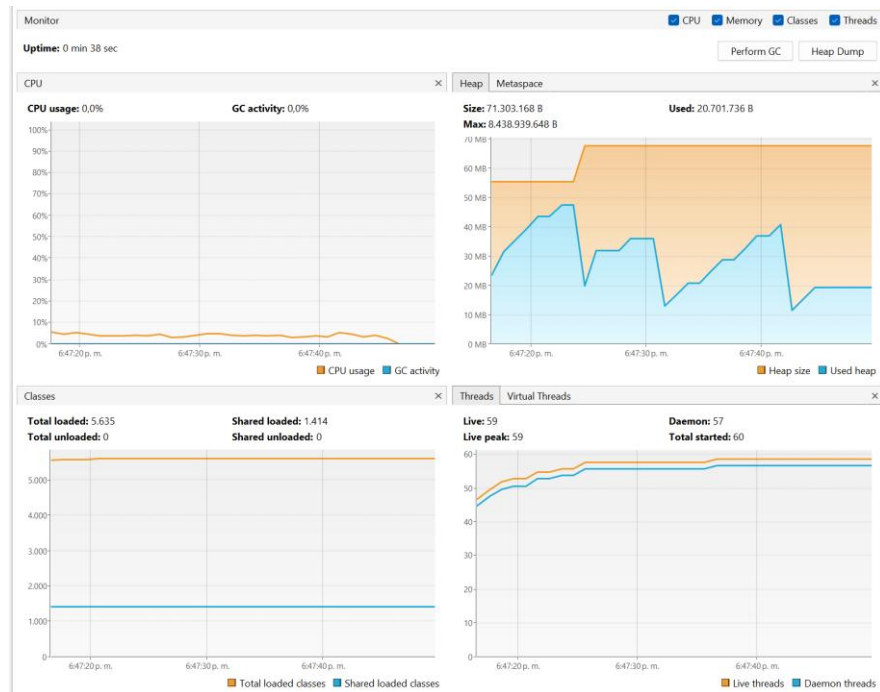 Monitor
CPU Memory Classes Threads
Uptime: 0 min 38 sec
Perform GC Heap Dump
CPU ×
CPU usage: 0,0% GC activity: 0,0%
100%
90%
80%
70%
60%
50%
40%
30%
20%
10%
0%
6:47:20 p. m. 6:47:30 p. m. 6:47:40 p. m.
CPU usage GC activity
Heap Metaspace ×
Size: 71.303.168 B Used: 20.701.736 B
Max: 8.438.939.648 B
70 MB
60 MB
50 MB
40 MB
30 MB
20 MB
10 MB
0 MB
6:47:20 p. m. 6:47:30 p. m. 6:47:40 p. m.
Heap size Used heap
Classes ×
Total loaded: 5.635 Shared loaded: 1.414
Total unloaded: 0 Shared unloaded: 0
5.000
4.000
3.000
2.000
1.000
0
6:47:20 p. m. 6:47:30 p. m. 6:47:40 p. m.
Total loaded classes Shared loaded classes
Threads Virtual Threads ×
Live: 59 Daemon: 57
Live peak: 59 Total started: 60
60
50
40
30
20
10
0
6:47:20 p. m. 6:47:30 p. m. 6:47:40 p. m.
Live threads Daemon threads